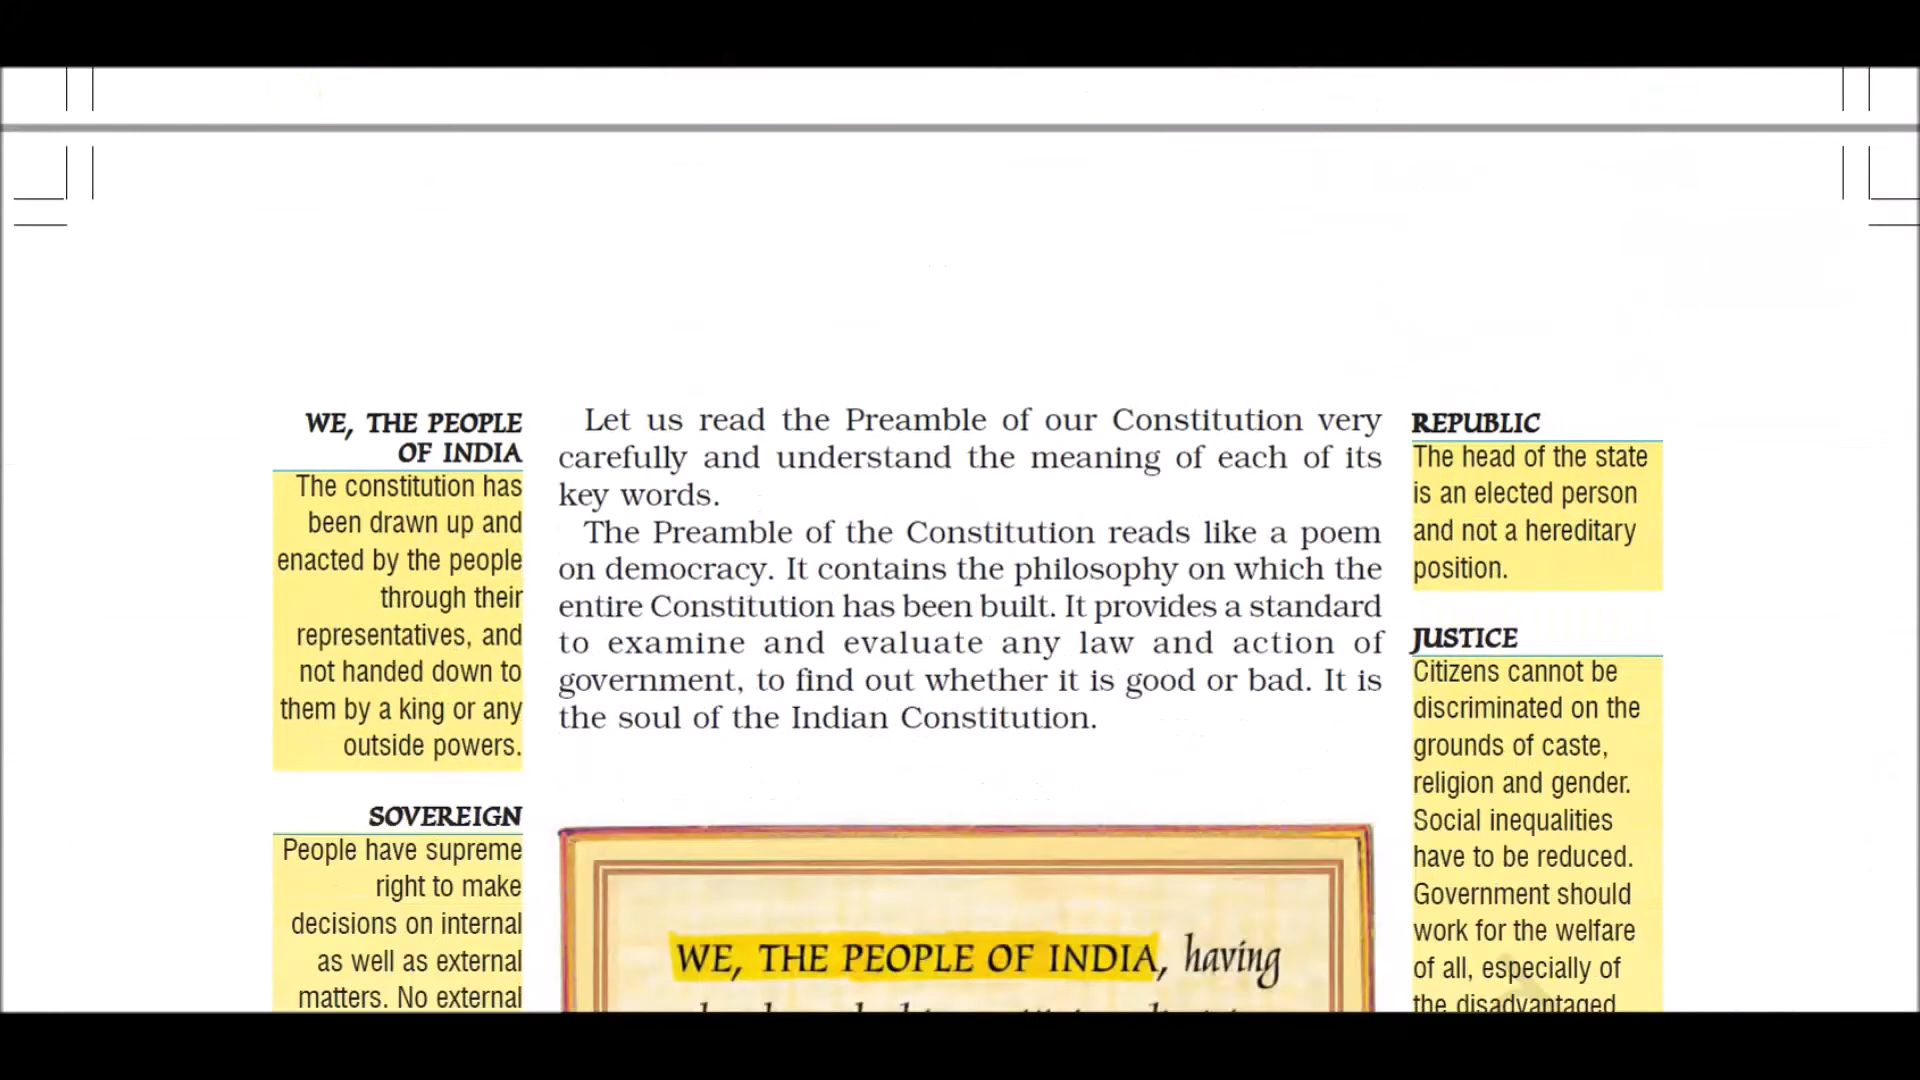 WE, THE PEOPLE
OF INDIA
The constitution has
been drawn up and
enacted by the people
through their
representatives, and
not handed down to
them by a king or any
outside powers.
SOVEREIGN
People have supreme
right to make
decisions on internal
as well as external
matters. No external
Let us read the Preamble of our Constitution very
carefully and understand the meaning of each of its
key words.
The Preamble of the Constitution reads like a poem
on democracy. It contains the philosophy on which the
entire Constitution has been built. It provides a standard
to examine and evaluate any law and action of
government, to find out whether it is good or bad. It is
the soul of the Indian Constitution.
WE, THE PEOPLE OF INDIA, having
REPUBLIC
The head of the state
is an elected person
and not a hereditary
position.
JUSTICE
Citizens cannot be
discriminated on the
grounds of caste,
religion and gender.
Social inequalities
have to be reduced.
Government should
work for the welfare
of all, especially of
the disadvantaged